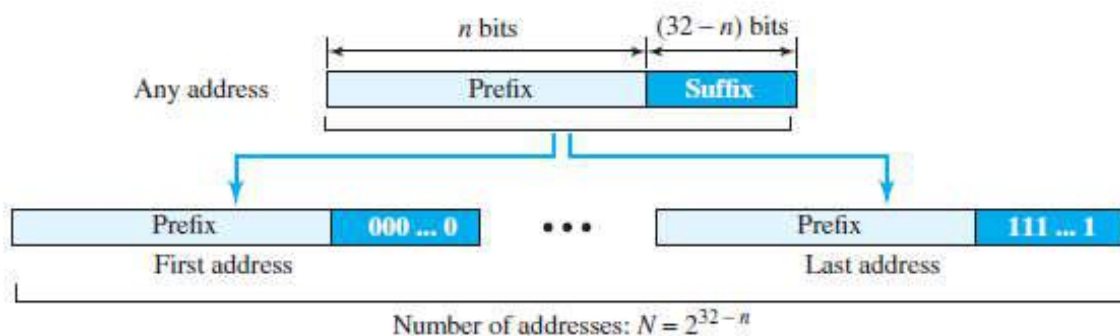 n bits (32 – n) bits
Any address Prefix Suffix
Prefix 000 ... 0 ••• Prefix 111 ... 1
First address Last address
Number of addresses: N = 2^{32 – n}